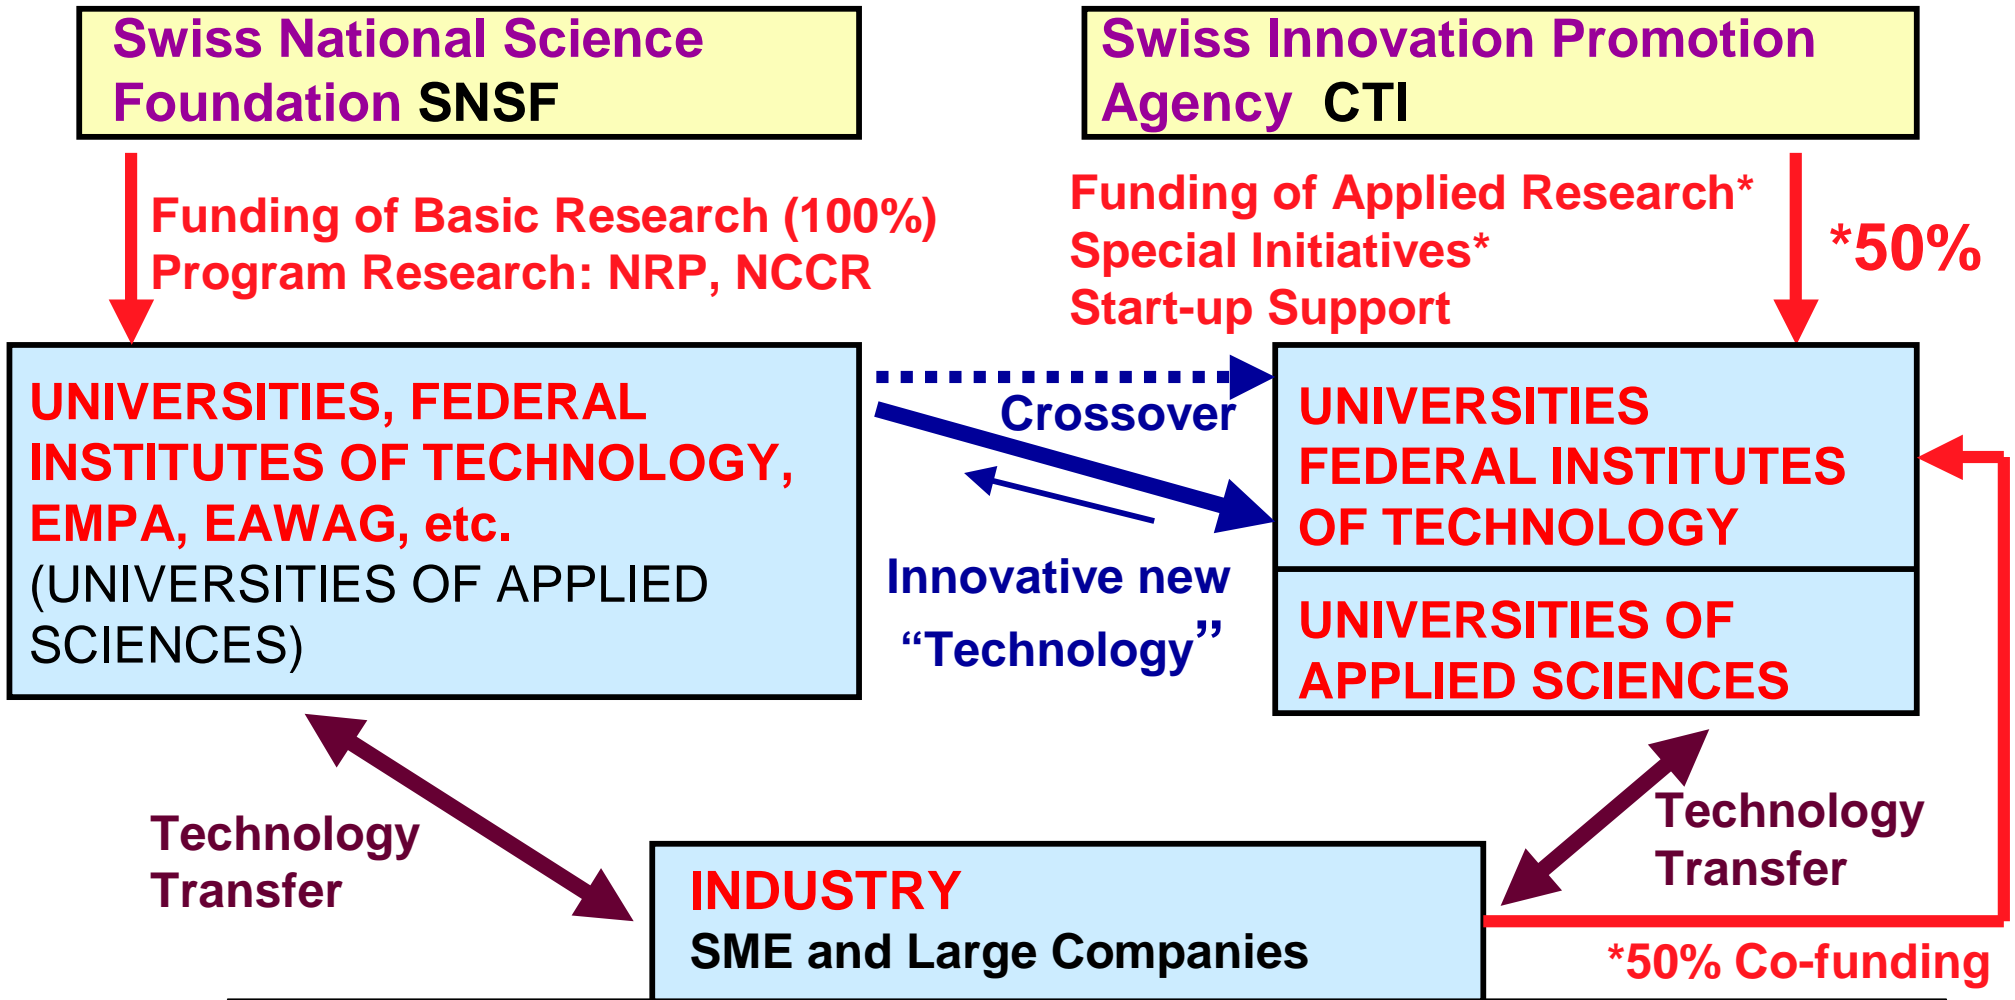 Swiss National Science
Foundation SNSF
Swiss Innovation Promotion
Agency CTI
Funding of Basic Research (100%)
Program Research: NRP, NCCR
Funding of Applied Research*
Special Initiatives*
Start-up Support
*50%
UNIVERSITIES, FEDERAL
INSTITUTES OF TECHNOLOGY,
EMPA, EAWAG, etc.
(UNIVERSITIES OF APPLIED
SCIENCES)
Crossover
Innovative new
“Technology”
UNIVERSITIES
FEDERAL INSTITUTES
OF TECHNOLOGY
UNIVERSITIES OF
APPLIED SCIENCES
Technology
Transfer
INDUSTRY
SME and Large Companies
Technology
Transfer
*50% Co-funding